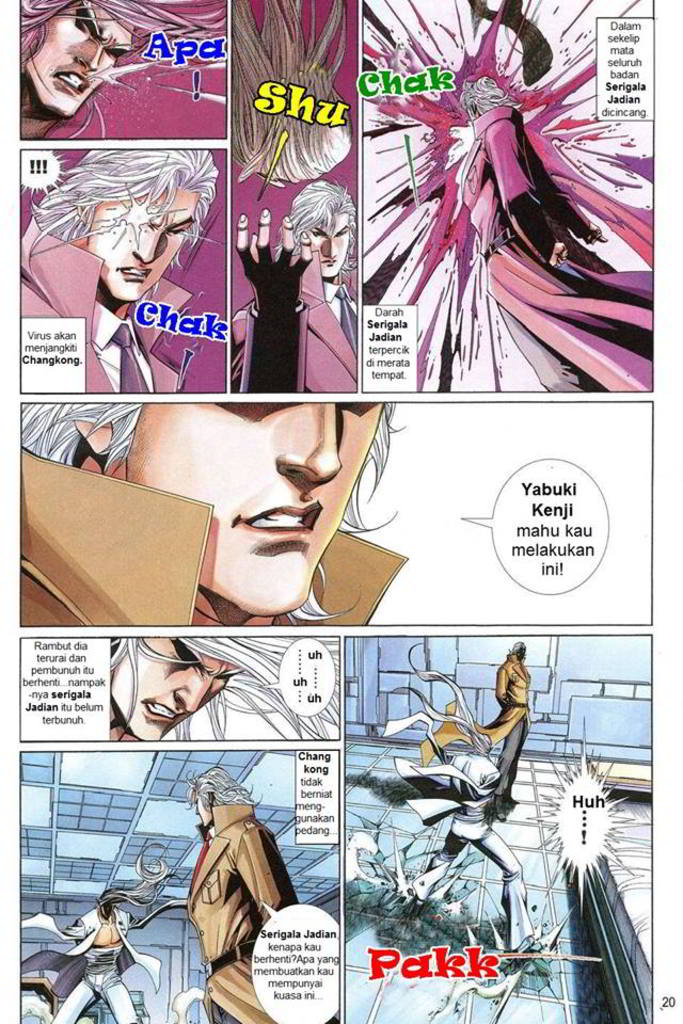 Apa
!
Shu
!
Chak
!
Dalam
sekelip
mata
seluruh
badan
Serigala
Jadian
dicincang.
!!!
Virus akan
menjangkiti
Changkong.
Chak
!
Darah
Serigala
Jadian
terpercik
di merata
tempat.
Yabuki
Kenji
mahu kau
melakukan
ini!
Rambut dia
terurai dan
pembunuh itu
berhenti...nampak
-nya serigala
Jadian itu belum
terbunuh.
uh
uh
uh
Chang
kong
tidak
berniat
meng-
gunakan
pedang...
Serigala Jadian,
kenapa kau
berhenti?Apa yang
membuatkan kau
mempunyai
kuasa ini...
Huh
......!
Pakk
!
20